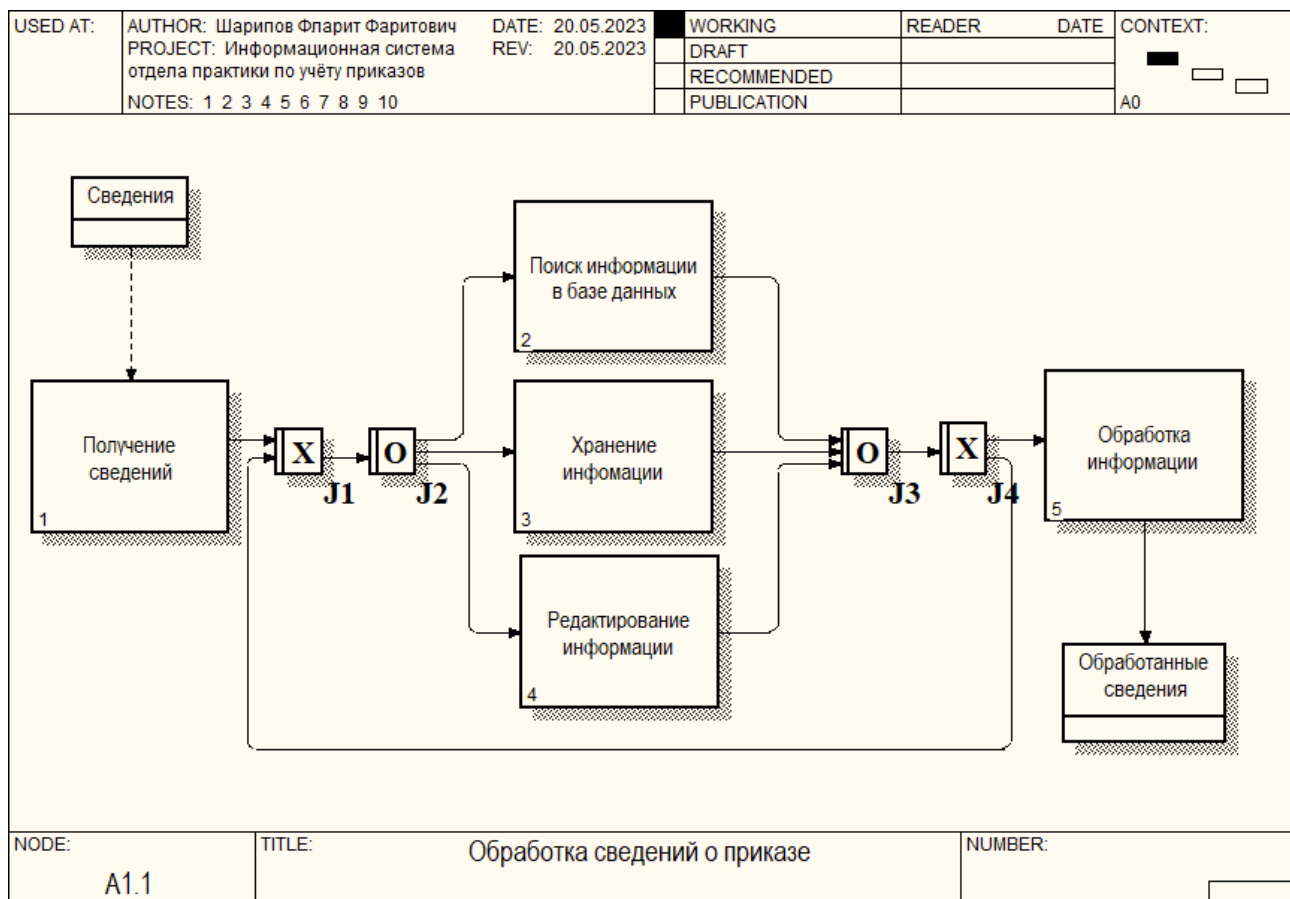 USED AT:
AUTHOR: Шарипов Фларит Фаритович
DATE: 20.05.2023
PROJECT: Информационная система
REV: 20.05.2023
отдела практики по учёту приказов
NOTES: 1 2 3 4 5 6 7 8 9 10
WORKING
DRAFT
RECOMMENDED
PUBLICATION
READER DATE
CONTEXT:
A0
Сведения
Получение
сведений
1
X
J1
O
J2
Поиск информации
в базе данных
2
Хранение
инфомации
3
Редактирование
информации
4
O
J3
X
J4
Обработка
информации
5
Обработанные
сведения
NODE:
A1.1
TITLE:
Обработка сведений о приказе
NUMBER: